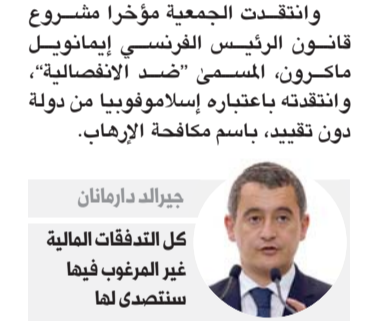 وانتقدت الجمعية مؤخرا مشروع
قانون الرئيس الفرنسي إيمانويل
ماكرون، المسمىٰ ”ضد الانفصالية“،
وانتقدته باعتباره إسلاموفوبيا من دولة
دون تقييد، باسم مكافحة الإرهاب.
جيرالد دارمانان
كل التدفقات المالية
غير المرغوب فيها
سنتصدى لها